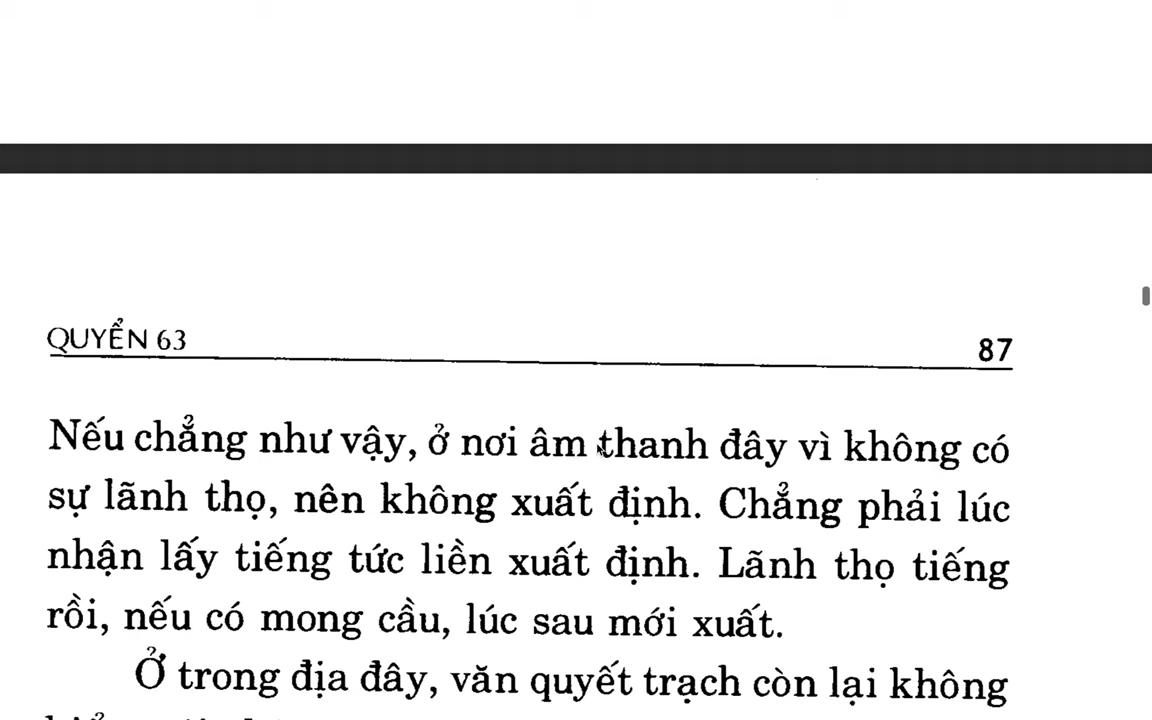 QUYỂN 63
87
Nếu chẳng như vậy, ở nơi âm thanh đây vì không có
sự lãnh thọ, nên không xuất định. Chẳng phải lúc
nhận lấy tiếng tức liền xuất định. Lãnh thọ tiếng
rồi, nếu có mong cầu, lúc sau mới xuất.
Ở trong địa đây, văn quyết trạch còn lại không